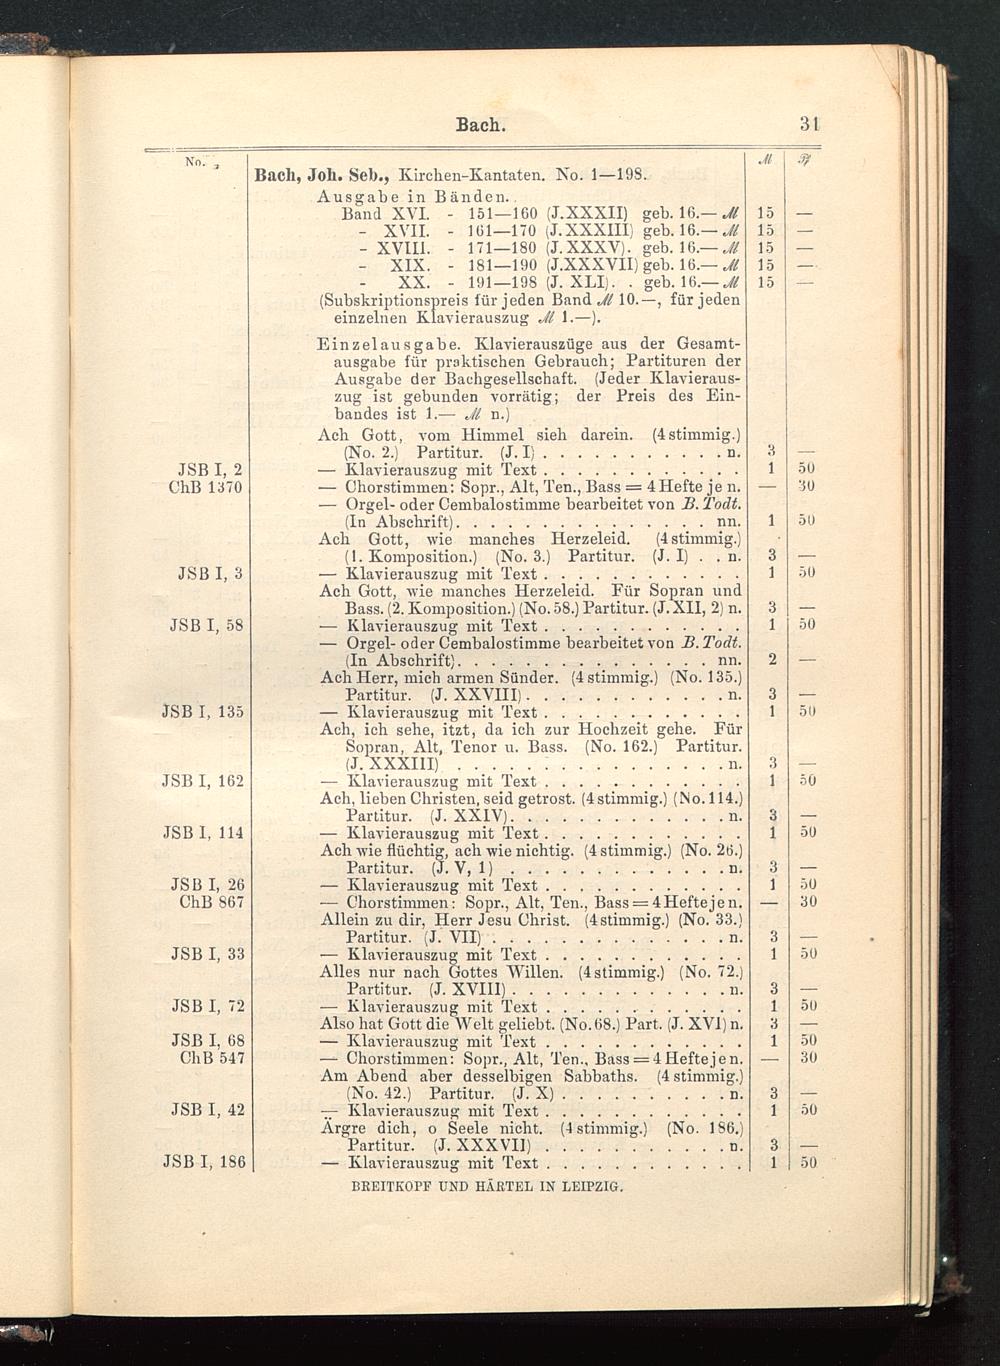 Bach. 31
No. ℳ ₰
Bach, Joh. Seb., Kirchen-Kantaten. No. 1—198.
Ausgabe in Bänden.
Band XVI. - 151—160 (J. XXXII) geb. 16.— ℳ 15 —
- XVII. - 161—170 (J. XXXIII) geb. 16.— ℳ 15 —
- XVIII. - 171—180 (J. XXXV). geb. 16.— ℳ 15 —
- XIX. - 181—190 (J. XXXVII) geb. 16.— ℳ 15 —
- XX. - 191—198 (J. XLI). . geb. 16.— ℳ 15 —
(Subskriptionspreis für jeden Band ℳ 10.—, für jeden
einzelnen Klavierauszug ℳ 1.—).
Einzelausgabe. Klavierauszüge aus der Gesamt-
ausgabe für praktischen Gebrauch; Partituren der
Ausgabe der Bachgesellschaft. (Jeder Klavieraus-
zug ist gebunden vorrätig; der Preis des Ein-
bandes ist 1.— ℳ n.)
Ach Gott, vom Himmel sieh darein. (4 stimmig.)
(No. 2.) Partitur. (J. I) . . . . . . . . . . . n. 3 —
JSB I, 2 — Klavierauszug mit Text . . . . . . . . . . . . 1 50
ChB 1370 — Chorstimmen: Sopr., Alt, Ten., Bass = 4 Hefte je n. — 30
— Orgel- oder Cembalostimme bearbeitet von B. Todt.
(In Abschrift). . . . . . . . . . . . . . . . nn. 1 50
Ach Gott, wie manches Herzeleid. (4 stimmig.)
(1. Komposition.) (No. 3.) Partitur. (J. I) . . n. 3 —
JSB I, 3 — Klavierauszug mit Text . . . . . . . . . . . . 1 50
Ach Gott, wie manches Herzeleid. Für Sopran und
Bass. (2. Komposition.) (No. 58.) Partitur. (J. XII, 2) n. 3 —
JSB I, 58 — Klavierauszug mit Text . . . . . . . . . . . . 1 50
— Orgel- oder Cembalostimme bearbeitet von B. Todt.
(In Abschrift). . . . . . . . . . . . . . . . nn. 2 —
Ach Herr, mich armen Sünder. (4 stimmig.) (No. 135.)
Partitur. (J. XXVIII) . . . . . . . . . . . . . n. 3 —
JSB I, 135 — Klavierauszug mit Text . . . . . . . . . . . . 1 50
Ach, ich sehe, itzt, da ich zur Hochzeit gehe. Für
Sopran, Alt, Tenor u. Bass. (No. 162.) Partitur.
(J. XXXIII) . . . . . . . . . . . . . . . . . n. 3 —
JSB I, 162 — Klavierauszug mit Text . . . . . . . . . . . . 1 50
Ach, lieben Christen, seid getrost. (4 stimmig.) (No. 114.)
Partitur. (J. XXIV). . . . . . . . . . . . . . n. 3 —
JSB I, 114 — Klavierauszug mit Text . . . . . . . . . . . . 1 50
Ach wie flüchtig, ach wie nichtig. (4 stimmig.) (No. 26.)
Partitur. (J. V, 1) . . . . . . . . . . . . . . n. 3 —
JSB I, 26 — Klavierauszug mit Text . . . . . . . . . . . . 1 50
ChB 867 — Chorstimmen: Sopr., Alt, Ten., Bass = 4 Hefte je n. — 30
Allein zu dir, Herr Jesu Christ. (4 stimmig.) (No. 33.)
Partitur. (J. VII) . . . . . . . . . . . . . . n. 3 —
JSB I, 33 — Klavierauszug mit Text . . . . . . . . . . . . 1 50
Alles nur nach Gottes Willen. (4 stimmig.) (No. 72.)
Partitur. (J. XVIII) . . . . . . . . . . . . . n. 3 —
JSB I, 72 — Klavierauszug mit Text . . . . . . . . . . . . 1 50
Also hat Gott die Welt geliebt. (No. 68.) Part. (J. XVI) n. 3 —
JSB I, 68 — Klavierauszug mit Text . . . . . . . . . . . . 1 50
ChB 547 — Chorstimmen: Sopr., Alt, Ten., Bass = 4 Hefte je n. — 30
Am Abend aber desselbigen Sabbaths. (4 stimmig.)
(No. 42.) Partitur. (J. X) . . . . . . . . . . . n. 3 —
JSB I, 42 — Klavierauszug mit Text . . . . . . . . . . . . 1 50
Ärgre dich, o Seele nicht. (4 stimmig.) (No. 186.)
Partitur. (J. XXXVII) . . . . . . . . . . . . n. 3 —
JSB I, 186 — Klavierauszug mit Text . . . . . . . . . . . . 1 50
BREITKOPF UND HÄRTEL IN LEIPZIG.